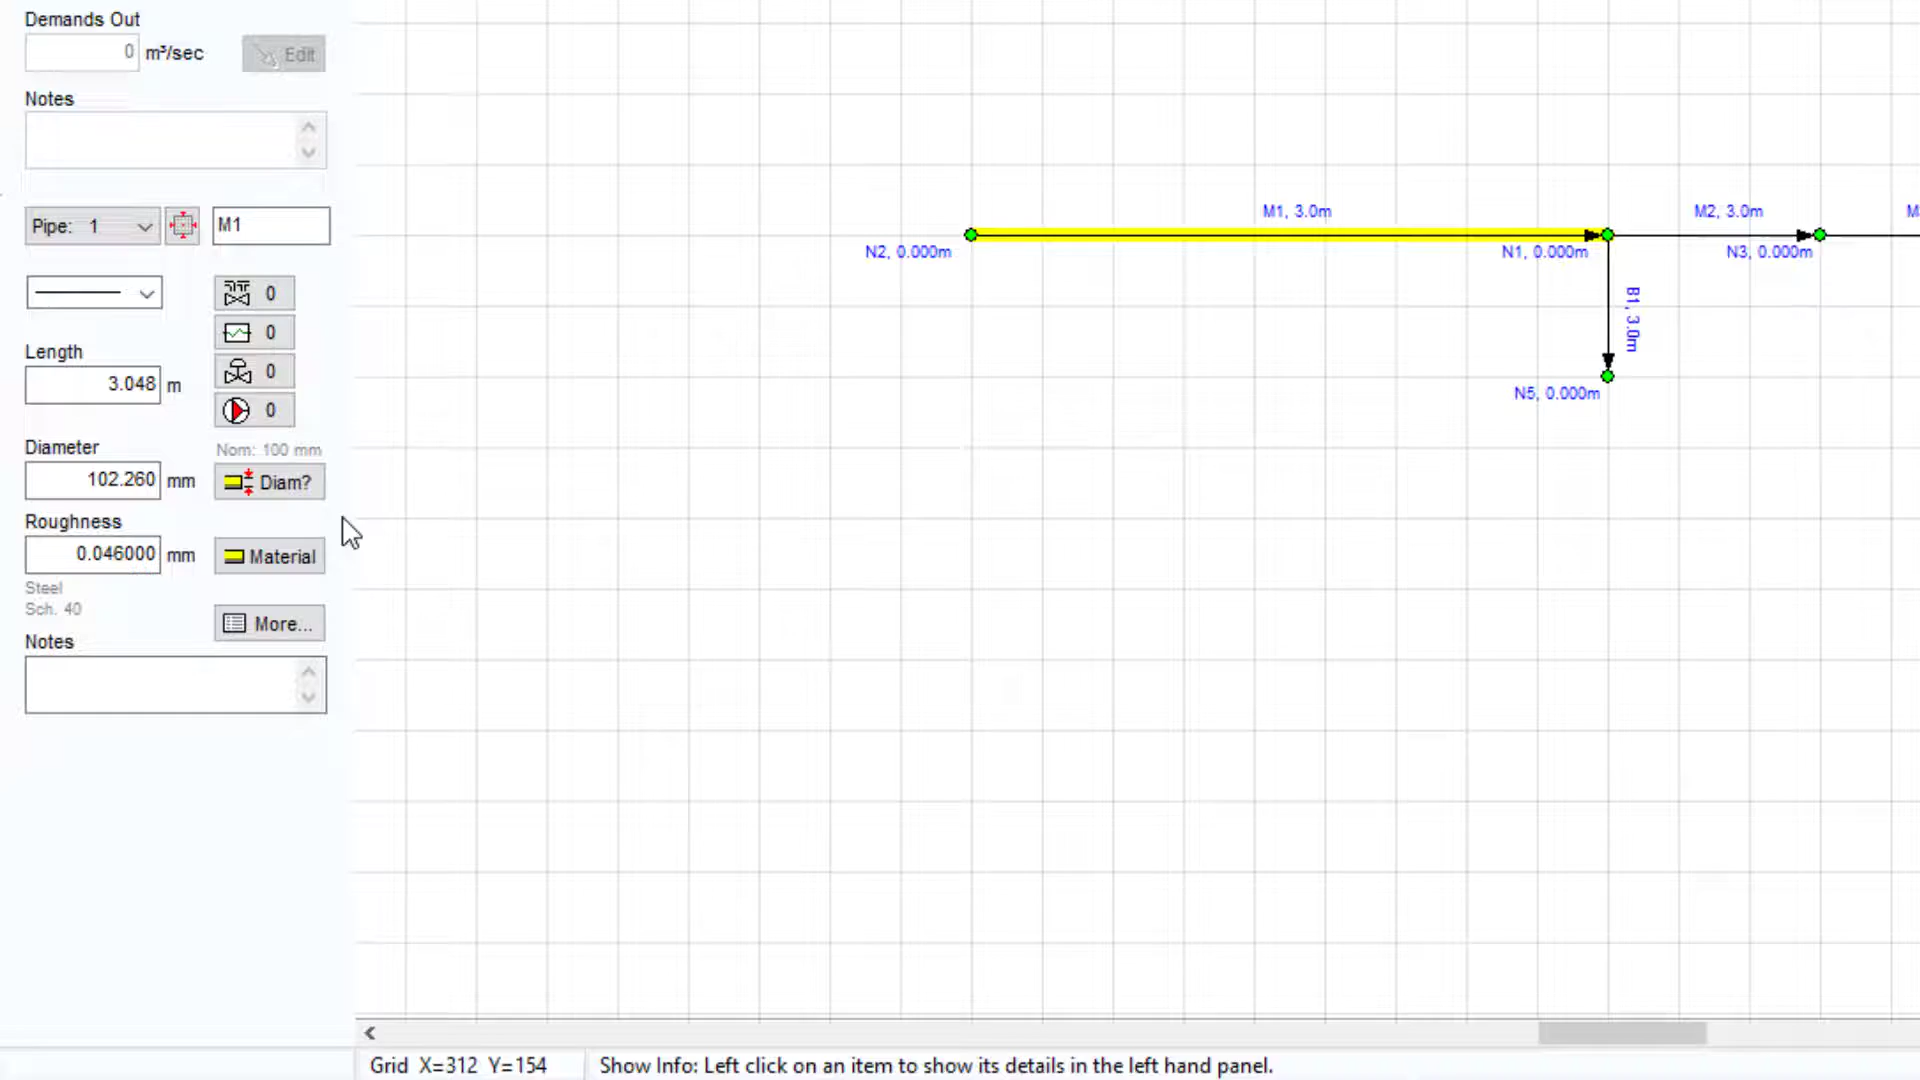 Demands Out
0 m³/sec Edit
Notes
Pipe: 1 M1
0
0
Length
3.048 m
0
0
Diameter
Nom: 100 mm
102.260 mm Diam?
Roughness
0.046000 mm Material
Steel
Sch. 40
More...
Notes
M1, 3.0m
M2, 3.0m
N2, 0.000m
N1, 0.000m
N3, 0.000m
B1, 3.0m
N5, 0.000m
Grid X=312 Y=154
Show Info: Left click on an item to show its details in the left hand panel.